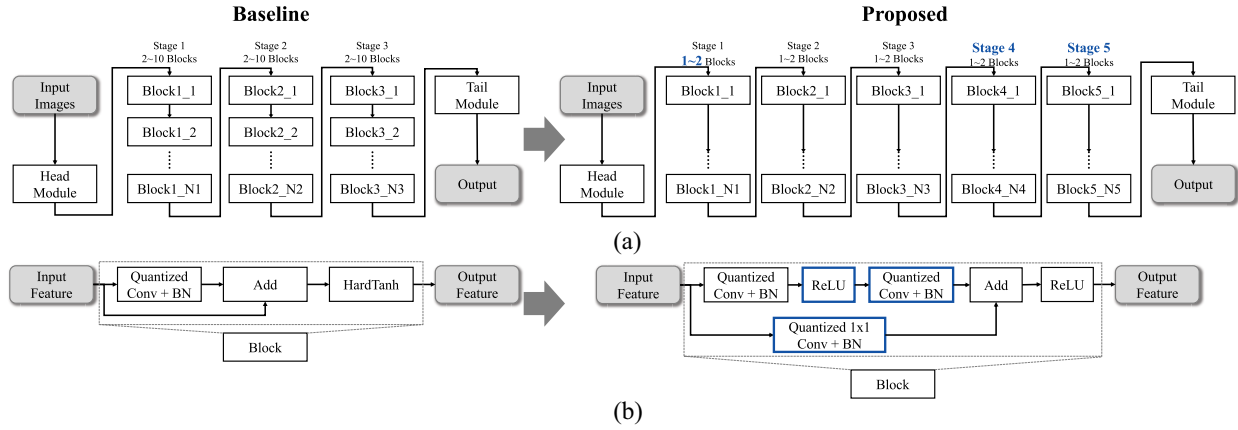 Baseline
Proposed
Stage 1
2~10 Blocks
Stage 2
2~10 Blocks
Stage 3
2~10 Blocks
Input
Images
Head
Module
Block1_1
Block1_2
Block1_N1
Block2_1
Block2_2
Block2_N2
Block3_1
Block3_2
Block3_N3
Tail
Module
Output
Stage 1
1~2 Blocks
Stage 2
1~2 Blocks
Stage 3
1~2 Blocks
Stage 4
1~2 Blocks
Stage 5
1~2 Blocks
Input
Images
Head
Module
Block1_1
Block1_N1
Block2_1
Block2_N2
Block3_1
Block3_N3
Block4_1
Block4_N4
Block5_1
Block5_N5
Tail
Module
Output
(a)
Input
Feature
Quantized
Conv + BN
Add
HardTanh
Output
Feature
Block
Input
Feature
Quantized
Conv + BN
ReLU
Quantized
Conv + BN
Add
ReLU
Output
Feature
Quantized 1x1
Conv + BN
Block
(b)